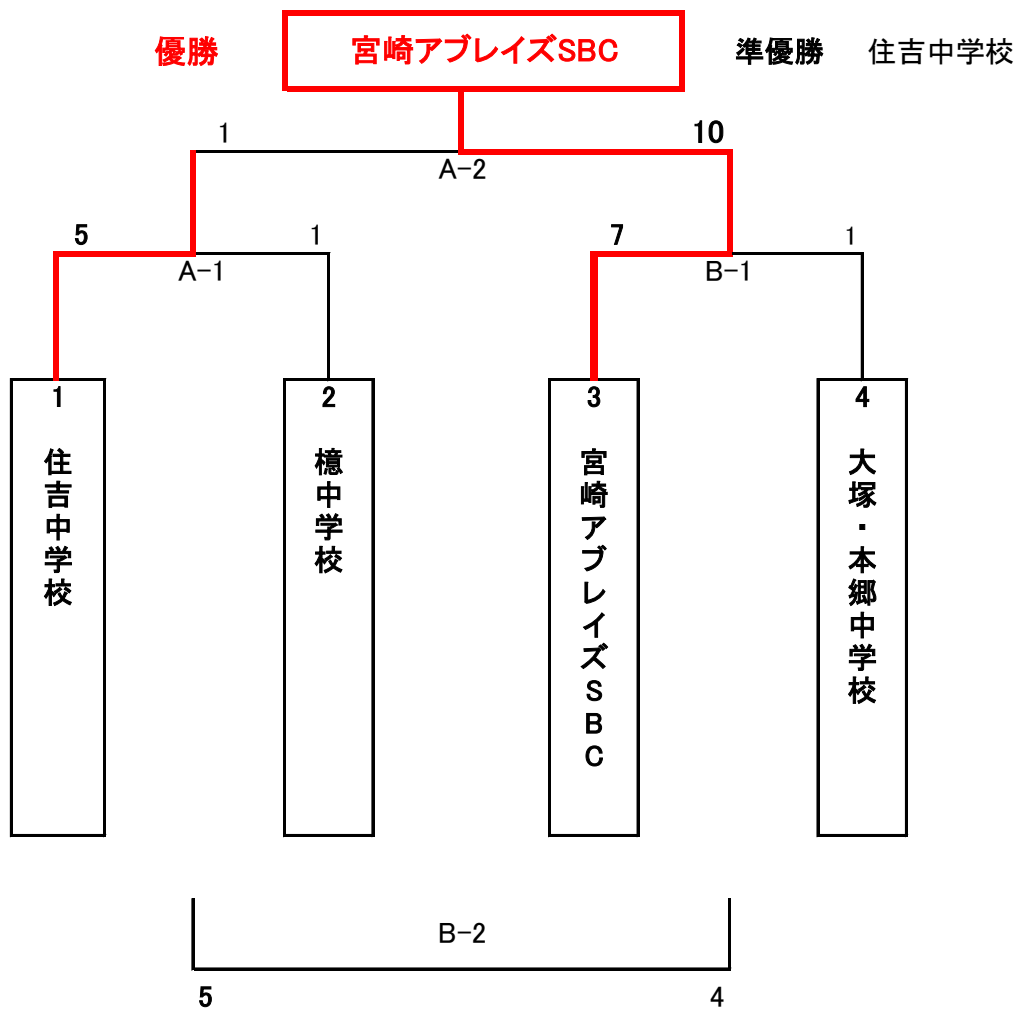 優勝 宮崎アブレイズSBC 準優勝 住吉中学校
1 10
A-2
5 1 7 1
A-1 B-1
1 2 3 4
住吉中学校
檍中学校
宮崎アブレイズSBC
大塚・本郷中学校
B-2
5 4